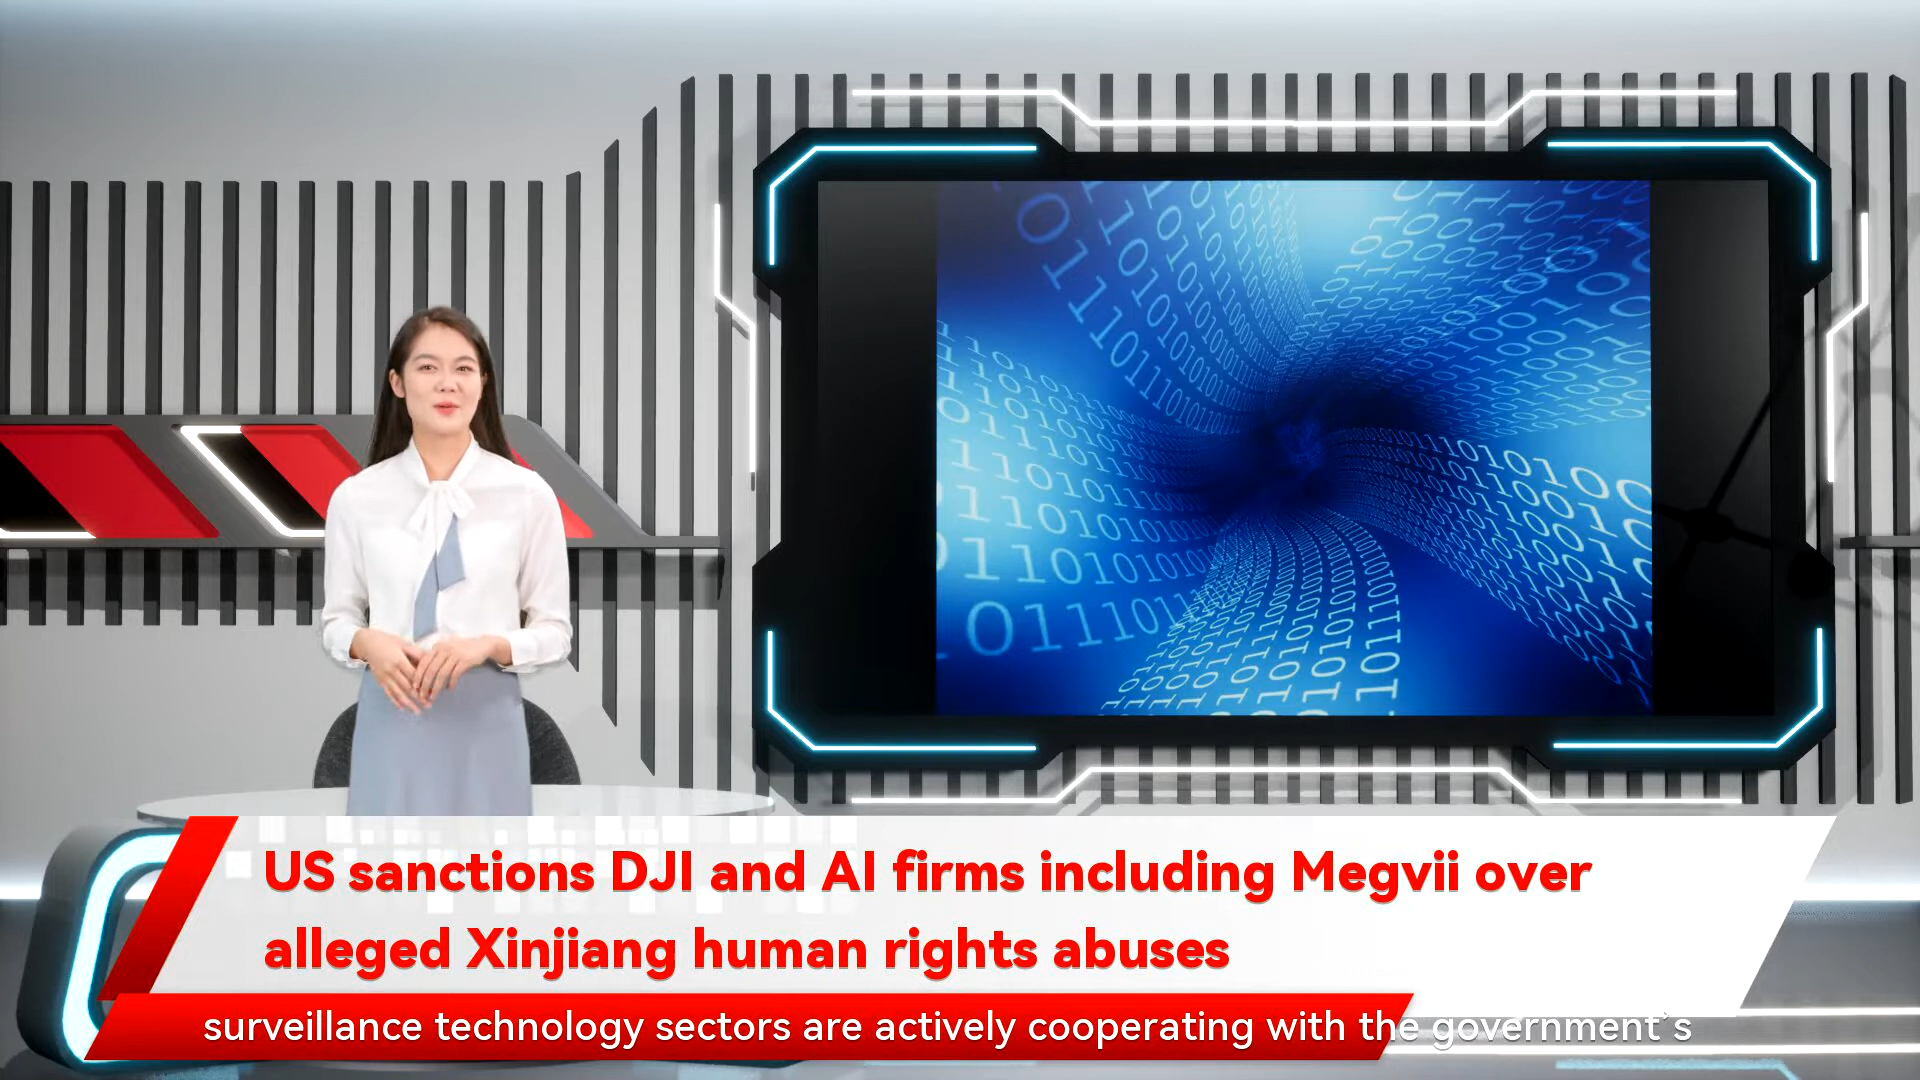 US sanctions DJI and AI firms including Megvii over
alleged Xinjiang human rights abuses
surveillance technology sectors are actively cooperating with the government's